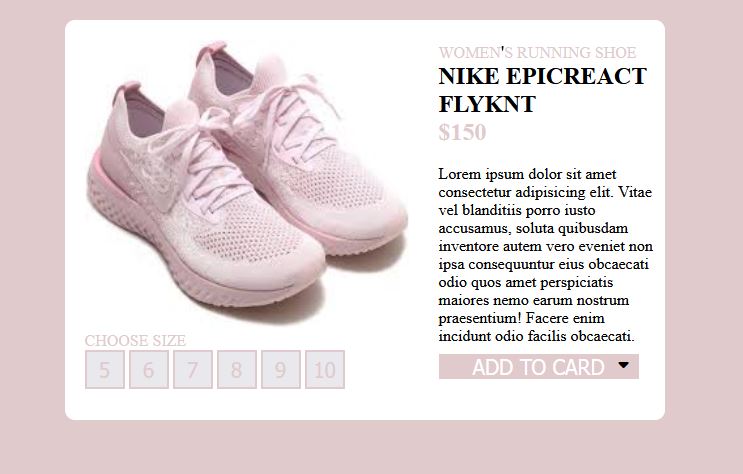 WOMEN'S RUNNING SHOE
NIKE EPICREACT
FLYKNT
$150
Lorem ipsum dolor sit amet
consectetur adipisicing elit. Vitae
vel blanditiis porro iusto
accusamus, soluta quibusdam
inventore autem vero eveniet non
ipsa consequuntur eius obcaecati
odio quos amet perspiciatis
maiores nemo earum nostrum
praesentium! Facere enim
incidunt odio facilis obcaecati.
ADD TO CARD
CHOOSE SIZE
5 6 7 8 9 10